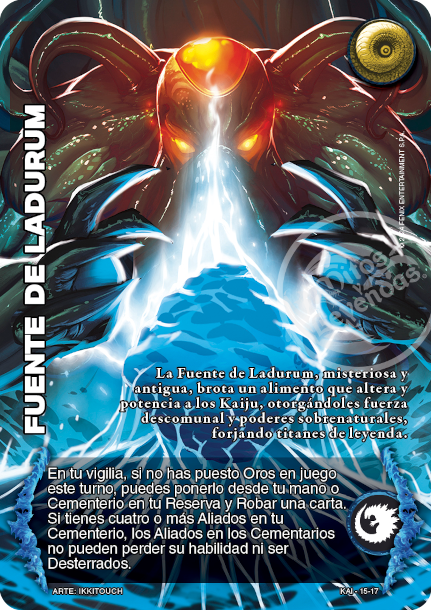 FUENTE DE LADURUM
FENIX ENTERTAINMENT S.P.A.
Mitos
Leyendas.
La Fuente de Ladurum, misteriosa y
antigua, brota un alimento que altera y
potencia a los Kaiju, otorgándoles fuerza
descomunal y poderes sobrenaturales,
forjando titanes de leyenda.
En tu vigilia, si no has puesto Oros en juego
este turno, puedes ponerlo desde tu mano o
Cementerio en tu Reserva y Robar una carta.
Si tienes cuatro o más Aliados en tu
Cementerio, los Aliados en los Cementarios
no pueden perder su habilidad ni ser
Desterrados.
ARTE: IKKITOUCH
KAI - 15-17